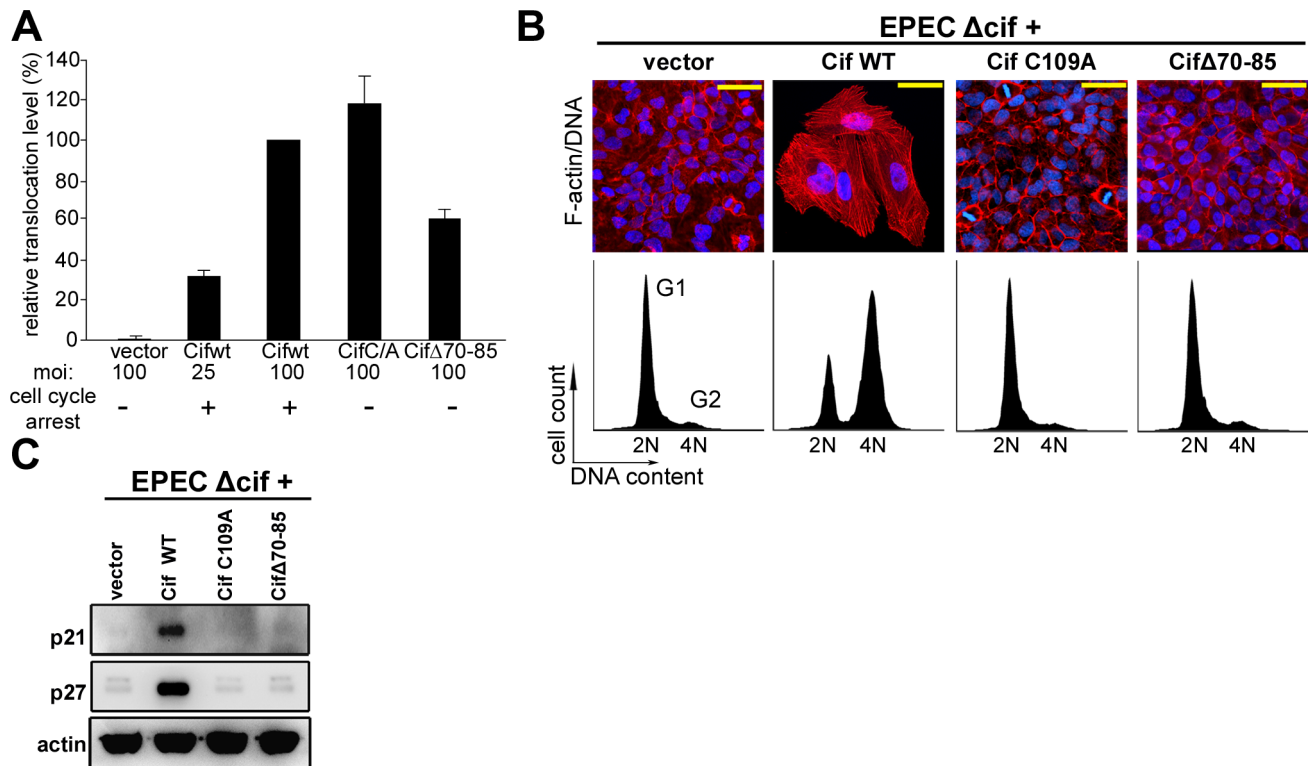 A
relative translocation level (%)
140
120
100
120
60
40
20
0
vector Cifwt Cifwt CifC/A CifΔ70-85
moi: 100 25 100 100 100
cell cycle
arrest - + + - -
B
EPEC Δcif +
vector Cif WT Cif C109A CifΔ70-85
F-actin/DNA
G1
G2
cell count
2N 4N 2N 4N 2N 4N 2N 4N
DNA content
C
EPEC Δcif +
vector
Cif WT
Cif C109A
CifΔ70-85
p21
p27
actin